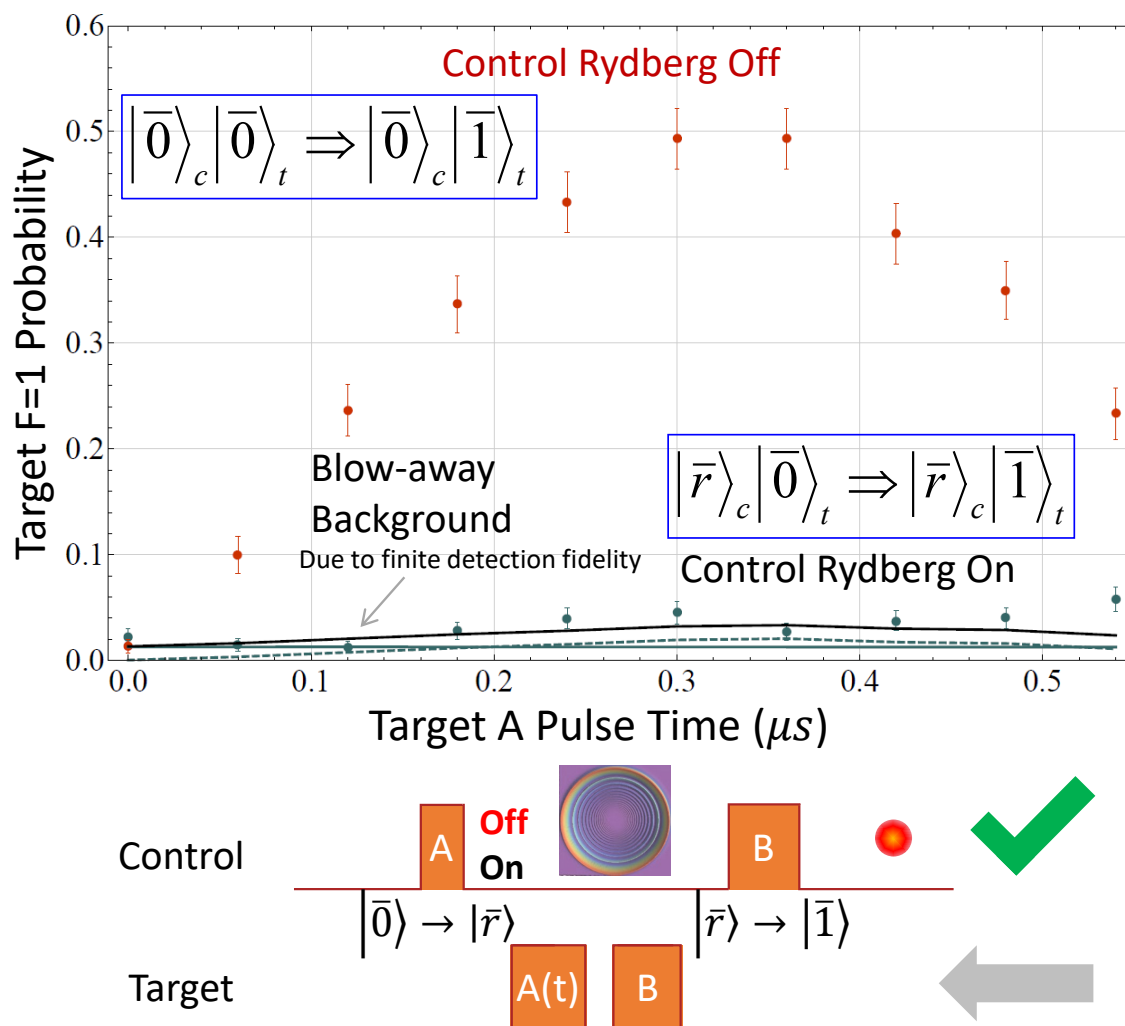 Control Rydberg Off
|0̅⟩c|0̅⟩t ⇒ |0̅⟩c|1̅⟩t
|r̅⟩c|0̅⟩t ⇒ |r̅⟩c|1̅⟩t
Blow-away
Background
Due to finite detection fidelity
Control Rydberg On
Target F=1 Probability
0.6
0.5
0.4
0.3
0.2
0.1
0.0
0.0 0.1 0.2 0.3 0.4 0.5
Target A Pulse Time (μs)
Control
A
Off
On
B
|0̅⟩ → |r̅⟩
|r̅⟩ → |1̅⟩
Target
A(t)
B